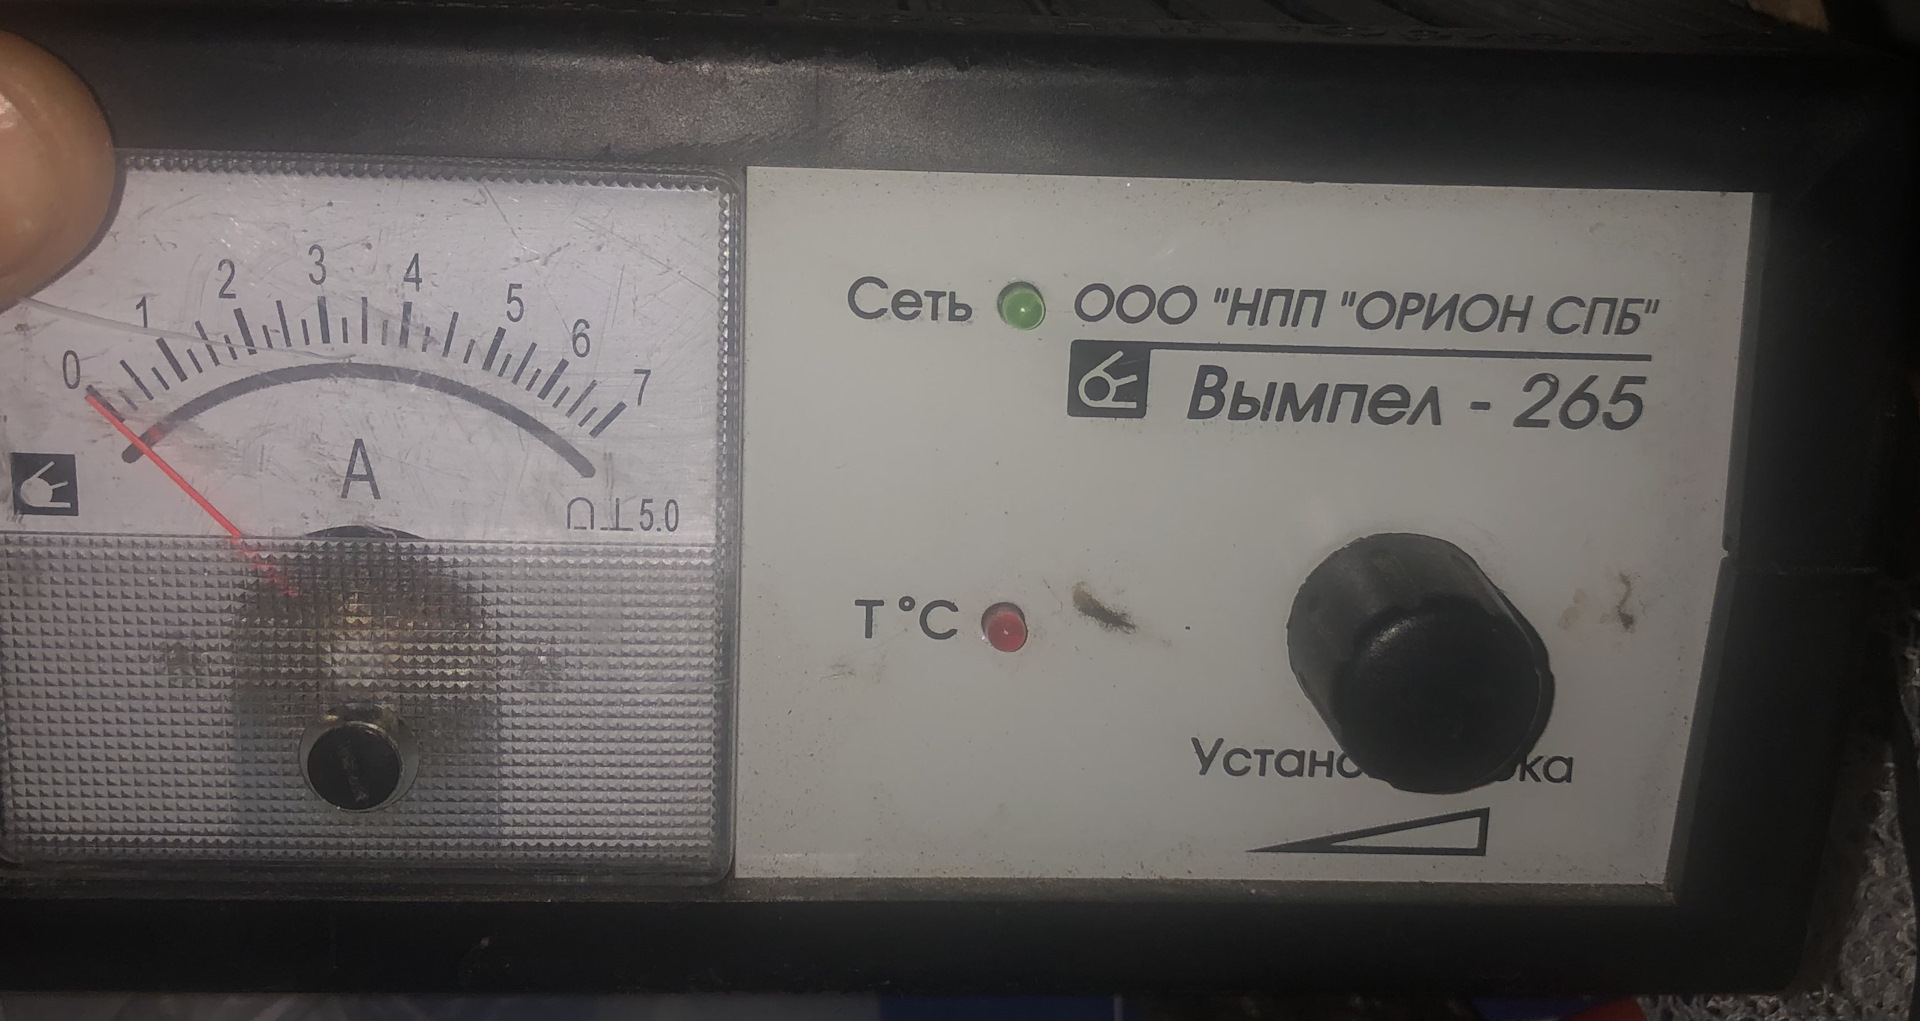 0 1 2 3 4 5 6 7
A
5.0
Сеть
ООО "НПП "ОРИОН СПБ"
Вымпел - 265
T °C